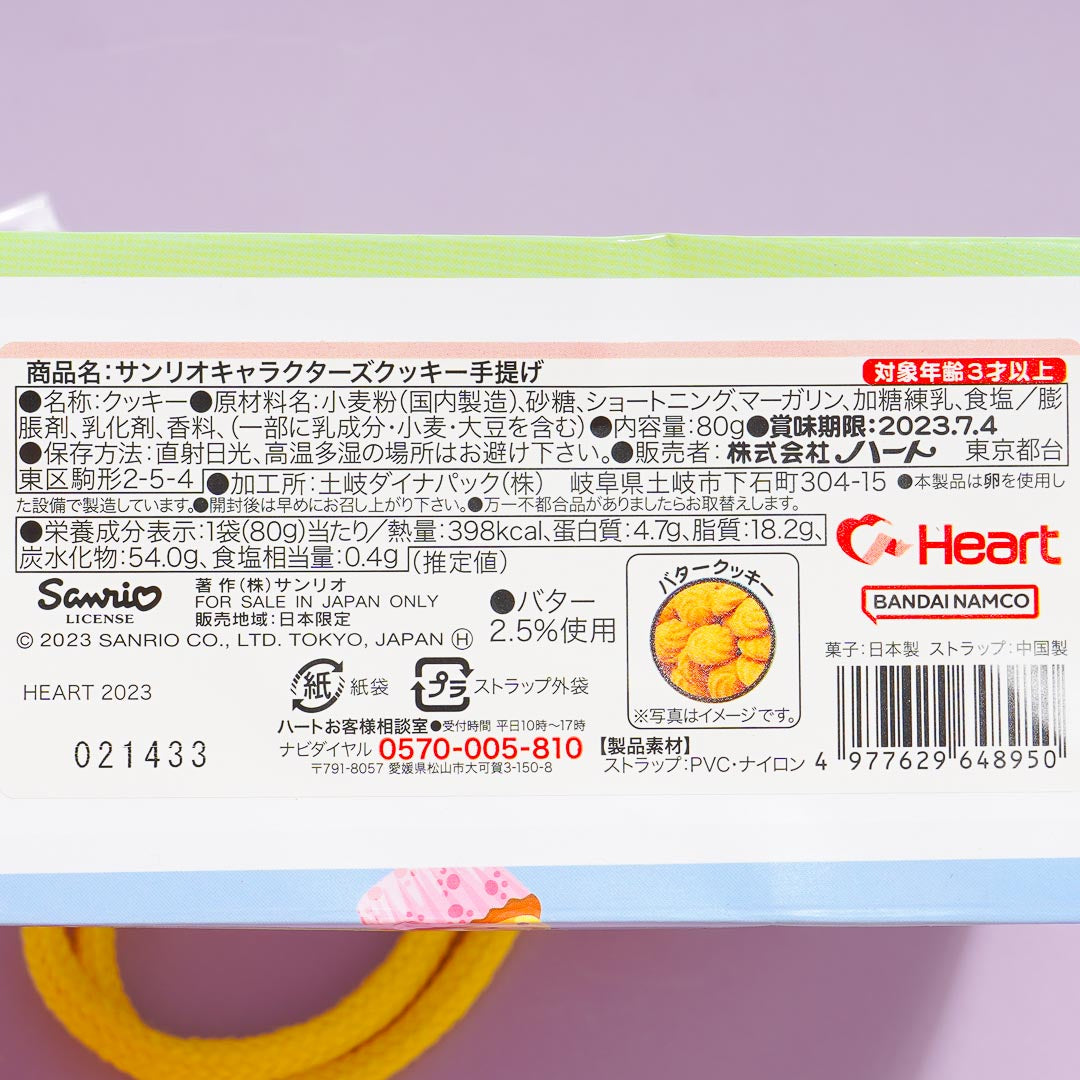 商品名:サンリオキャラクターズクッキー手提げ
対象年齢3才以上
●名称:クッキー●原材料名:小麦粉(国内製造)、砂糖、ショートニング、マーガリン、加糖練乳、食塩/膨
脹剤、乳化剤、香料、(一部に乳成分・小麦・大豆を含む)●内容量:80g●賞味期限:2023.7.4
●保存方法:直射日光、高温多湿の場所はお避け下さい。●販売者:株式会社ハート 東京都台
東区駒形2-5-4 ●加工所:土岐ダイナパック(株) 岐阜県土岐市下石町304-15 ●本製品は卵を使用し
た設備で製造しています。●開封後は早めにお召し上がり下さい。●万一不都合品がありましたらお取替えします。
●栄養成分表示:1袋(80g)当たり/熱量:398kcal、蛋白質:4.7g、脂質:18.2g、
炭水化物:54.0g、食塩相当量:0.4g (推定値)
Heart
BANDAI NAMCO
Sanrio
LICENSE
著作(株)サンリオ
FOR SALE IN JAPAN ONLY
販売地域:日本限定
© 2023 SANRIO CO., LTD. TOKYO, JAPAN Ⓗ
●バター
2.5%使用
バタークッキー
※写真はイメージです。
菓子:日本製 ストラップ:中国製
HEART 2023
紙 紙袋
プラ ストラップ外袋
021433
ハートお客様相談室●受付時間 平日10時~17時
ナビダイヤル 0570-005-810
〒791-8057 愛媛県松山市大可賀3-150-8
【製品素材】
ストラップ:PVC・ナイロン
4 977629 648950